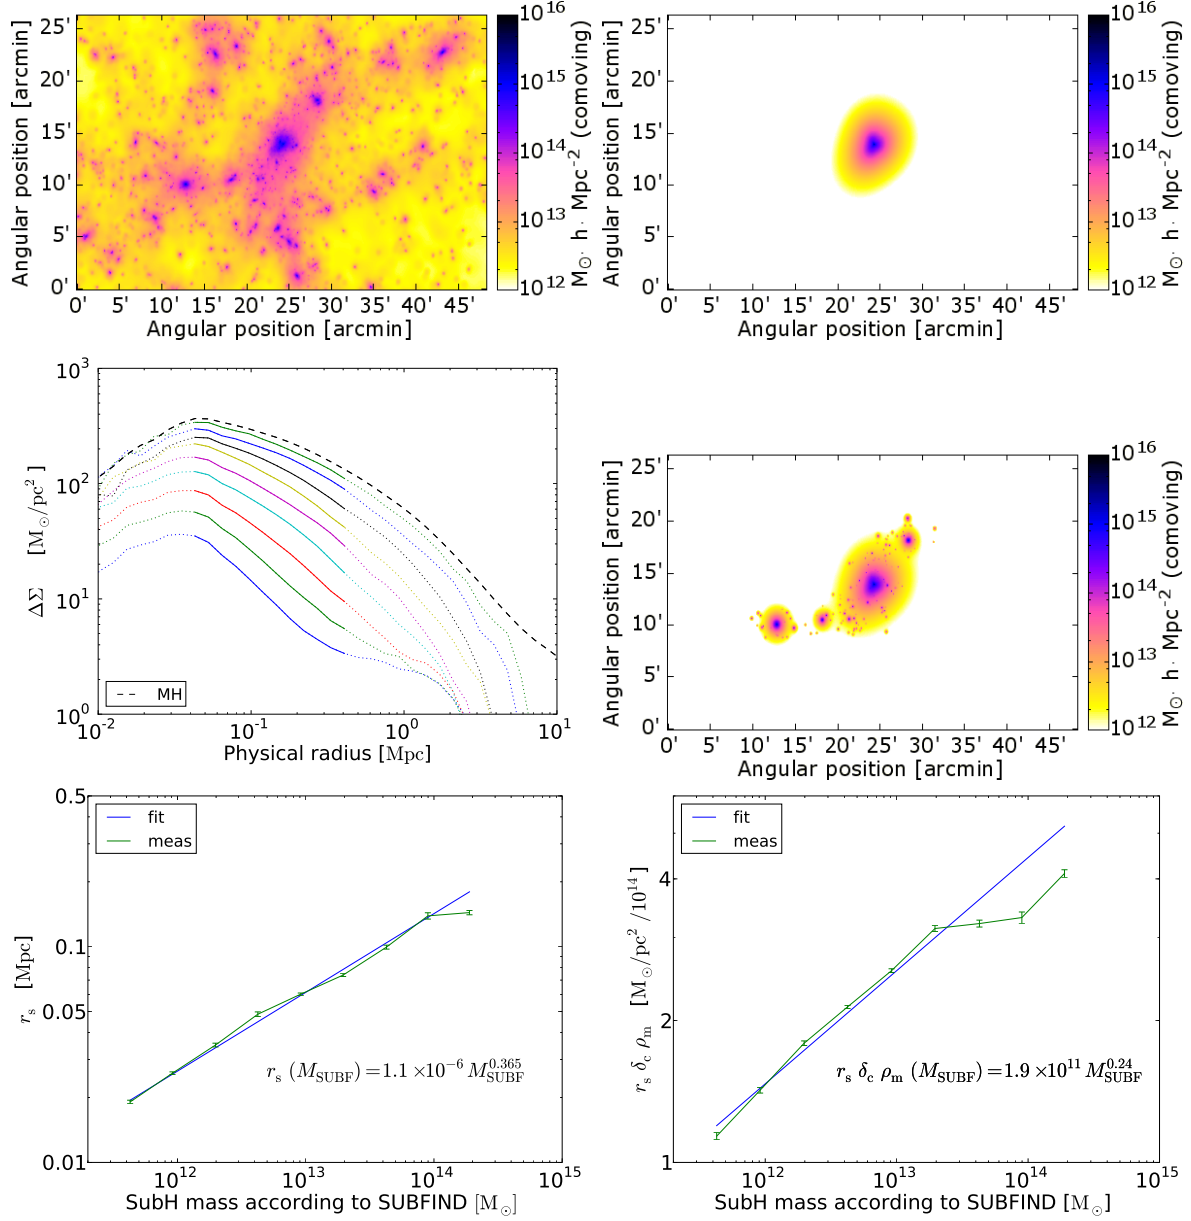 25'
20'
15'
10'
5'
0'
0' 5' 10' 15' 20' 25' 30' 35' 40' 45'
Angular position [arcmin]
Angular position [arcmin]
10^16
10^15
10^14
10^13
10^12
M⊙· h· Mpc^-2 (comoving)
25'
20'
15'
10'
5'
0'
0' 5' 10' 15' 20' 25' 30' 35' 40' 45'
Angular position [arcmin]
Angular position [arcmin]
10^16
10^15
10^14
10^13
10^12
M⊙· h· Mpc^-2 (comoving)
10^3
10^2
10^1
10^0
ΔΣ [M⊙/pc^2 ]
MH
10^-2 10^-1 10^0 10^1
Physical radius [Mpc]
25'
20'
15'
10'
5'
0'
0' 5' 10' 15' 20' 25' 30' 35' 40' 45'
Angular position [arcmin]
Angular position [arcmin]
10^16
10^15
10^14
10^13
10^12
M⊙· h· Mpc^-2 (comoving)
0.5
0.1
0.05
0.01
r_s [Mpc]
fit
meas
r_s (M_SUBF) = 1.1 ×10^-6 M_SUBF^0.365
10^12 10^13 10^14 10^15
SubH mass according to SUBFIND [M⊙]
4
2
1
r_s δ_c ρ_m [M⊙/pc^2 /10^14]
fit
meas
r_s δ_c ρ_m (M_SUBF) = 1.9 ×10^11 M_SUBF^0.24
10^12 10^13 10^14 10^15
SubH mass according to SUBFIND [M⊙]